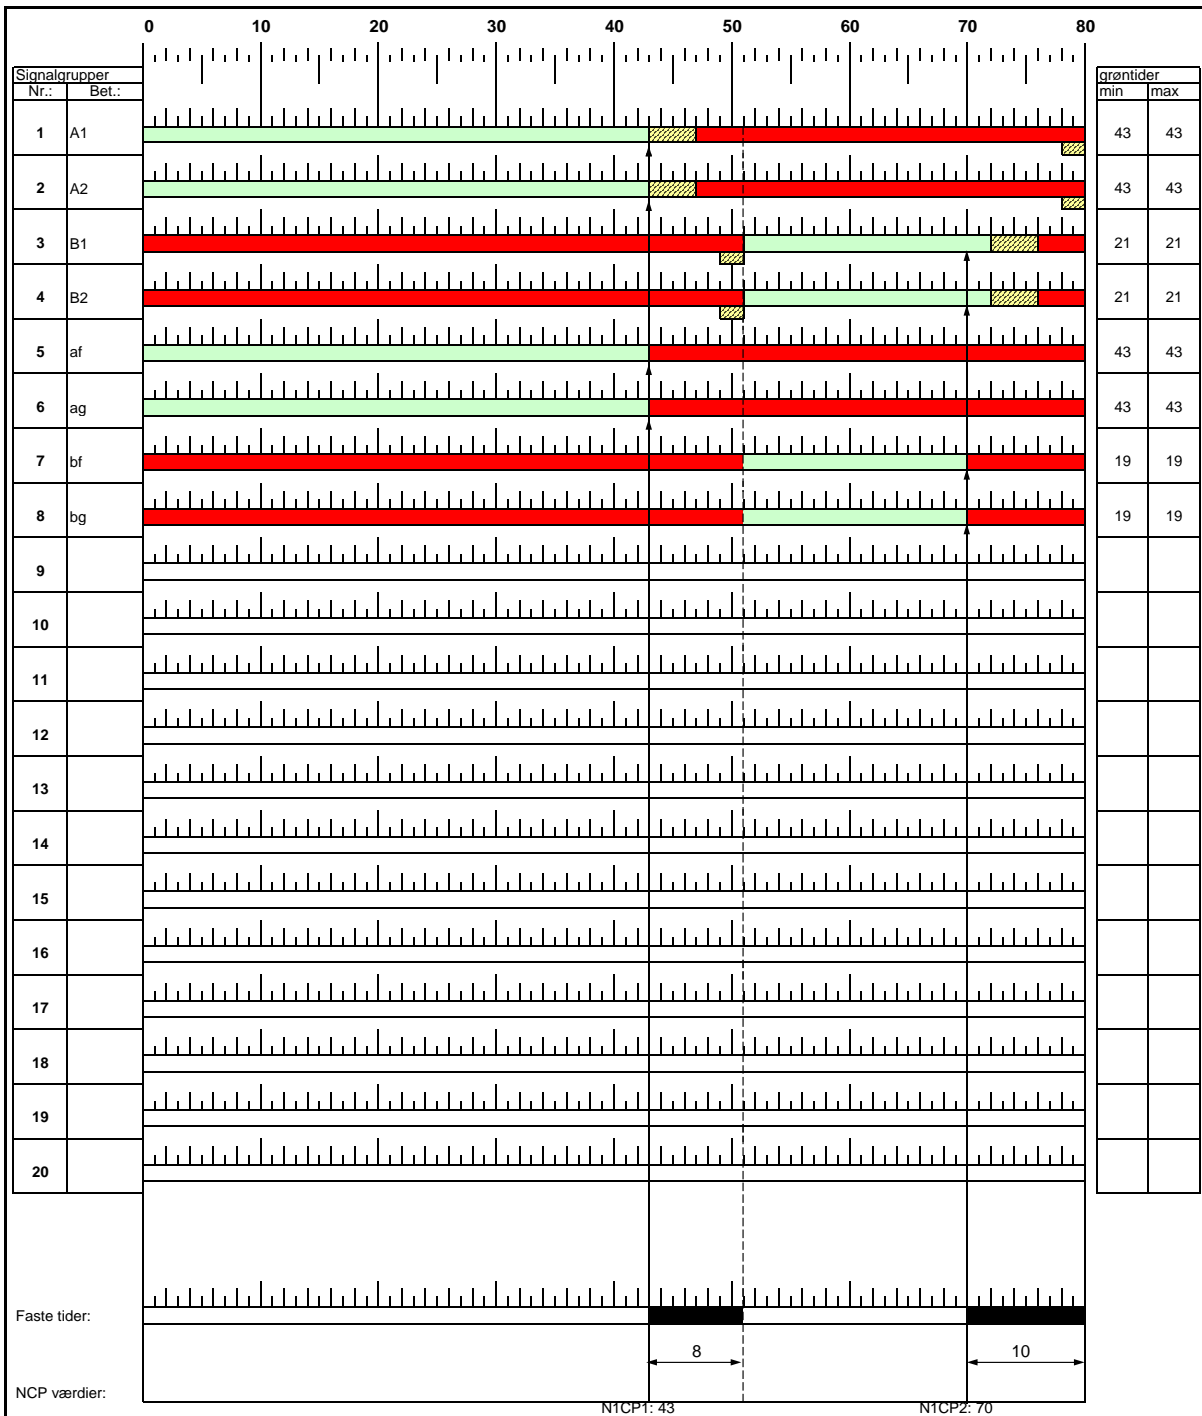 0 10 20 30 40 50 60 70 80
Signalgrupper grøntider
Nr.: Bet.: min max
1 A1 43 43
2 A2 43 43
3 B1 21 21
4 B2 21 21
5 af 43 43
6 ag 43 43
7 bf 19 19
8 bg 19 19
9
10
11
12
13
14
15
16
17
18
19
20
Faste tider:
8 10
NCP værdier:
N1CP1: 43 N1CP2: 70